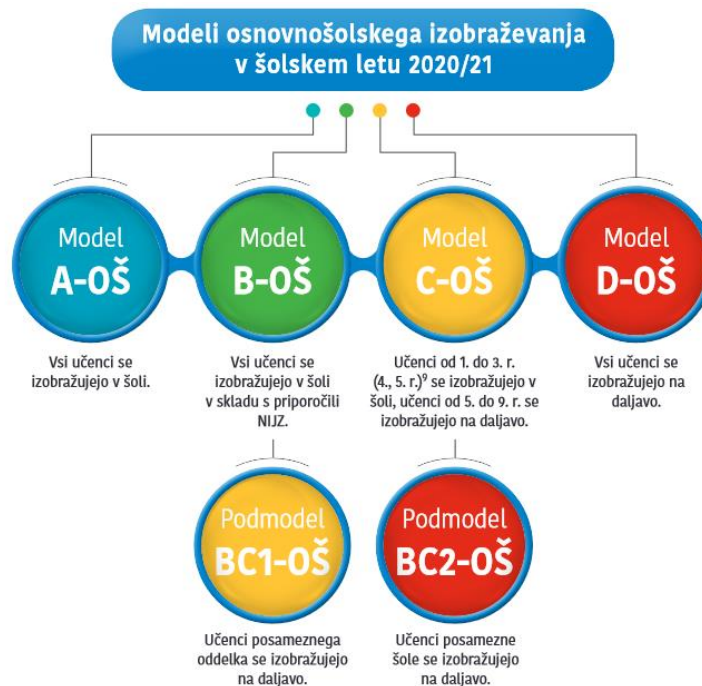 Modeli osnovnošolskega izobraževanja
v šolskem letu 2020/21
Model
A-OŠ
Vsi učenci se
izobražujejo v šoli.
Model
B-OŠ
Vsi učenci se
izobražujejo v šoli
v skladu s priporočili
NIJZ.
Model
C-OŠ
Učenci od 1. do 3. r.
(4., 5. r.)⁹ se izobražujejo v
šoli, učenci od 5. do 9. r. se
izobražujejo na daljavo.
Model
D-OŠ
Vsi učenci se
izobražujejo na
daljavo.
Podmodel
BC1-OŠ
Učenci posameznega
oddelka se izobražujejo
na daljavo.
Podmodel
BC2-OŠ
Učenci posamezne
šole se izobražujejo
na daljavo.